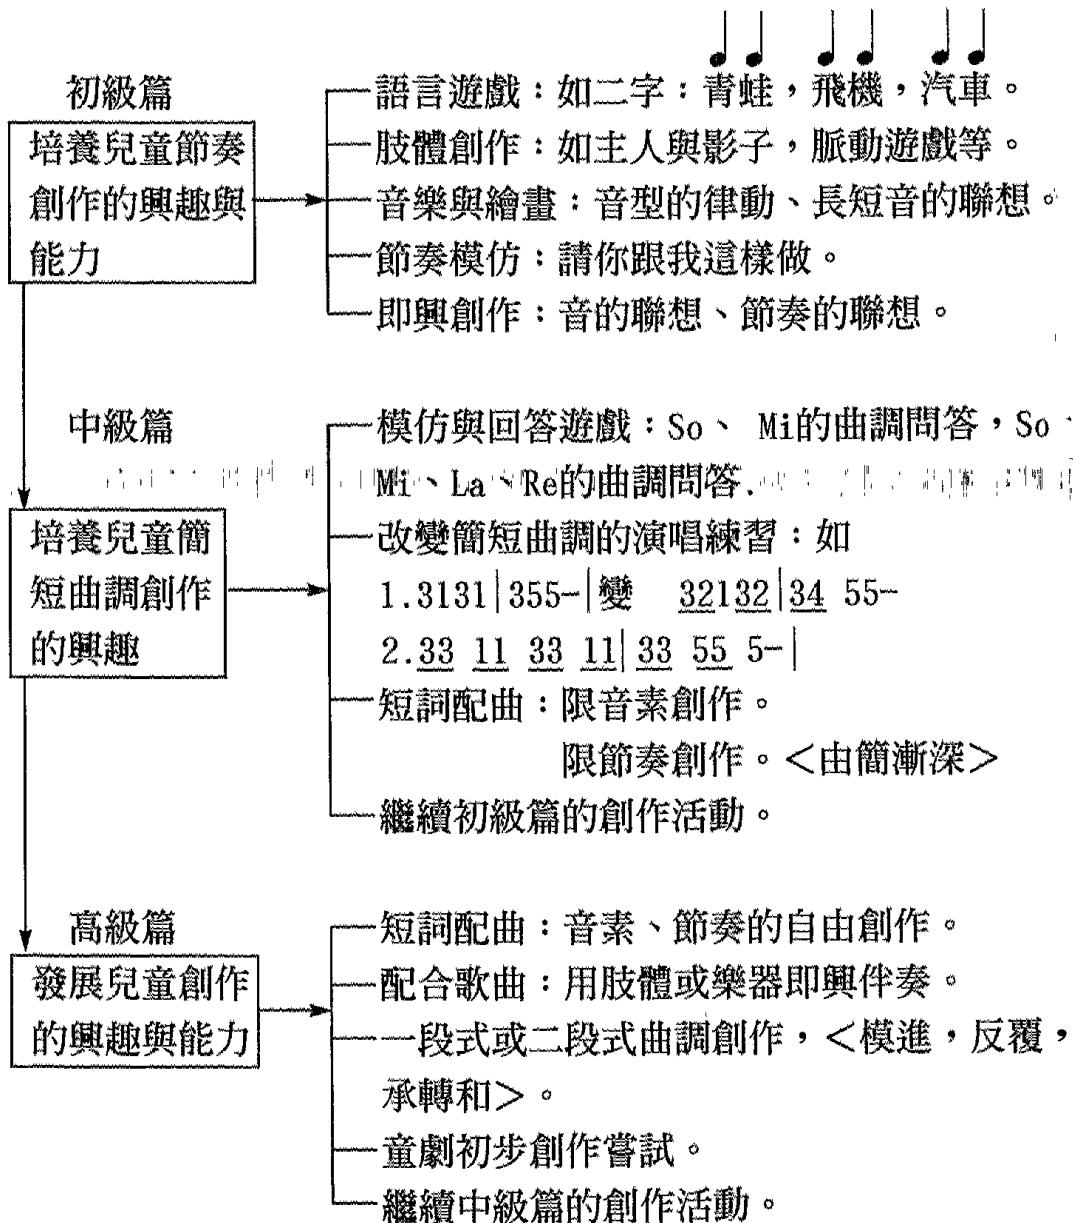 初級篇
培養兒童節奏
創作的興趣與
能力
語言遊戲：如二字：青蛙，飛機，汽車。
肢體創作：如主人與影子，脈動遊戲等。
音樂與繪畫：音型的律動、長短音的聯想。
節奏模仿：請你跟我這樣做。
即興創作：音的聯想、節奏的聯想。
中級篇
培養兒童簡
短曲調創作
的興趣
模仿與回答遊戲：So、 Mi的曲調問答，So、
Mi、La、Re的曲調問答.
改變簡短曲調的演唱練習：如
1.3131|355-|變 32132|34 55-
2.33 11 33 11|33 55 5-|
短詞配曲：限音素創作。
限節奏創作。＜由簡漸深＞
繼續初級篇的創作活動。
高級篇
發展兒童創作
的興趣與能力
短詞配曲：音素、節奏的自由創作。
配合歌曲：用肢體或樂器即興伴奏。
一段式或二段式曲調創作，＜模進，反覆，
承轉和＞。
童劇初步創作嘗試。
繼續中級篇的創作活動。